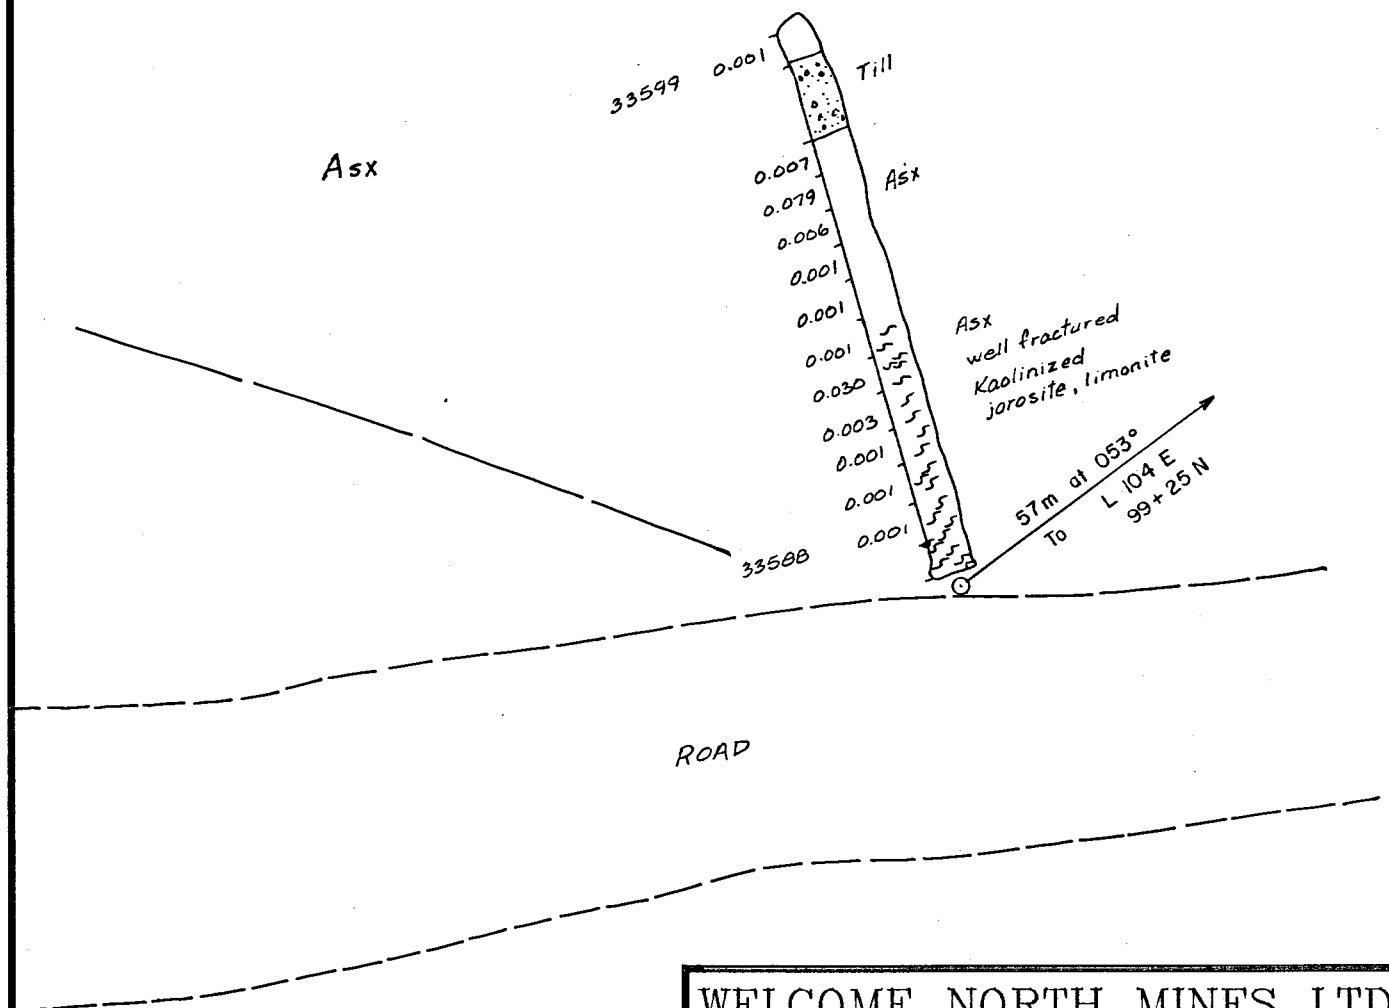 33599 0.001
Till
Asx
0.007
Asx
0.079
0.006
0.001
0.001
Asx
well fractured
Kaolinized
jarosite, limonite
0.001
0.030
0.003
0.001
0.001
33588 0.001
57m at 053°
To L 104 E
99+25 N
ROAD
WELCOME NORTH MINES LTD